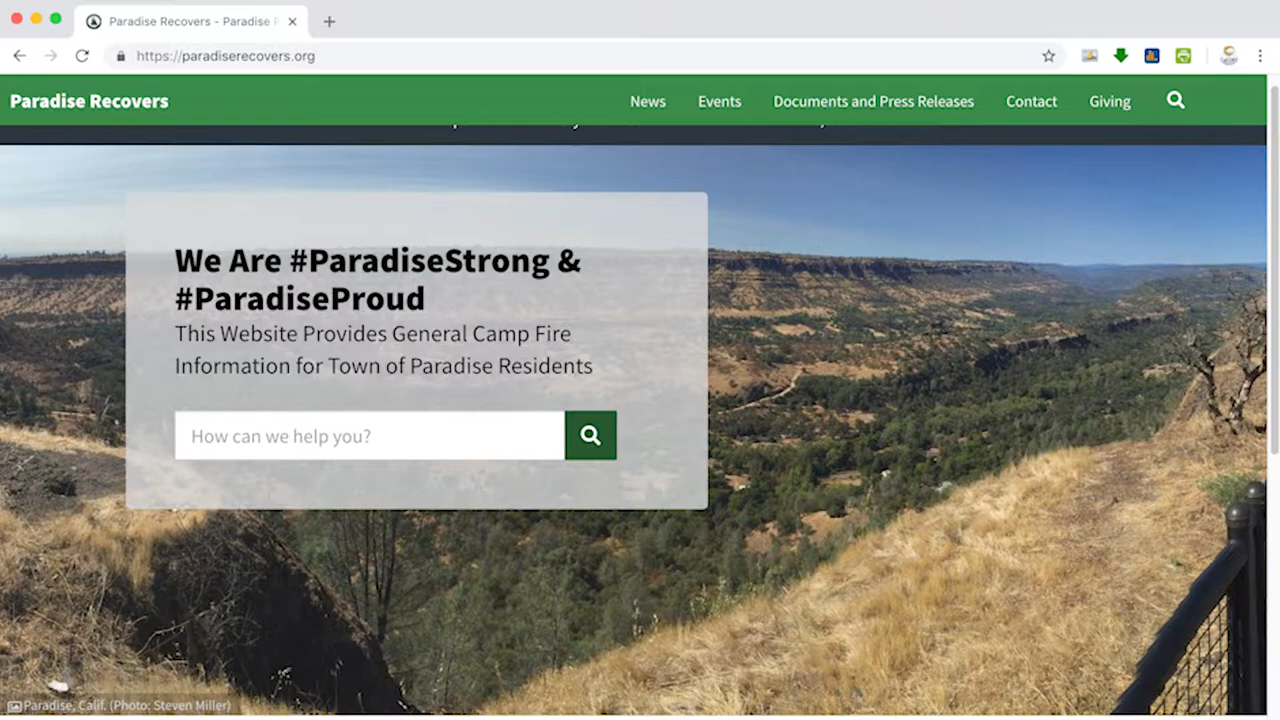 Paradise Recovers - Paradise
https://paradiserecovers.org
Paradise Recovers
News
Events
Documents and Press Releases
Contact
Giving
We Are #ParadiseStrong &
#ParadiseProud
This Website Provides General Camp Fire
Information for Town of Paradise Residents
How can we help you?
Paradise, Calif. (Photo: Steven Miller)